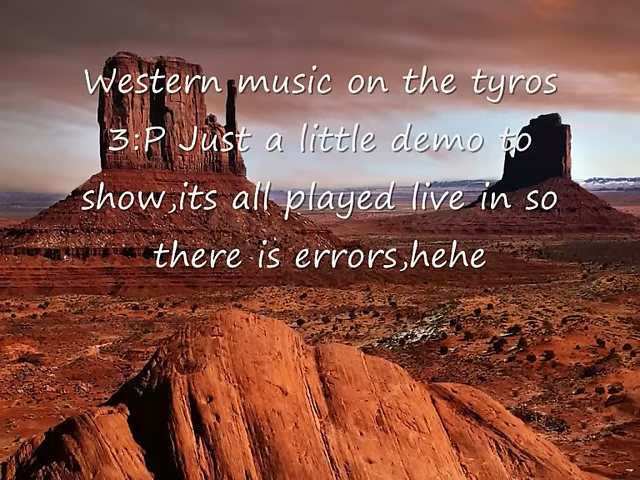 Western music on the tyros
3:P Just a little demo to
show,its all played live in so
there is errors,hehe